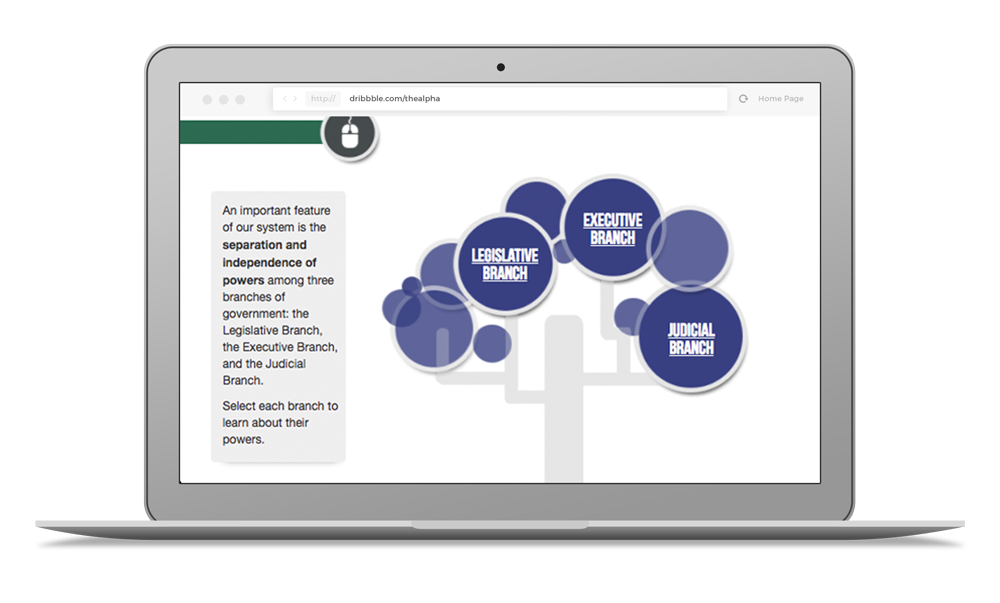 http://
dribbble.com/thealpha
Home Page
An important feature
of our system is the
separation and
independence of
powers among three
branches of
government: the
Legislative Branch,
the Executive Branch,
and the Judicial
Branch.
Select each branch to
learn about their
powers.
LEGISLATIVE
BRANCH
EXECUTIVE
BRANCH
JUDICIAL
BRANCH